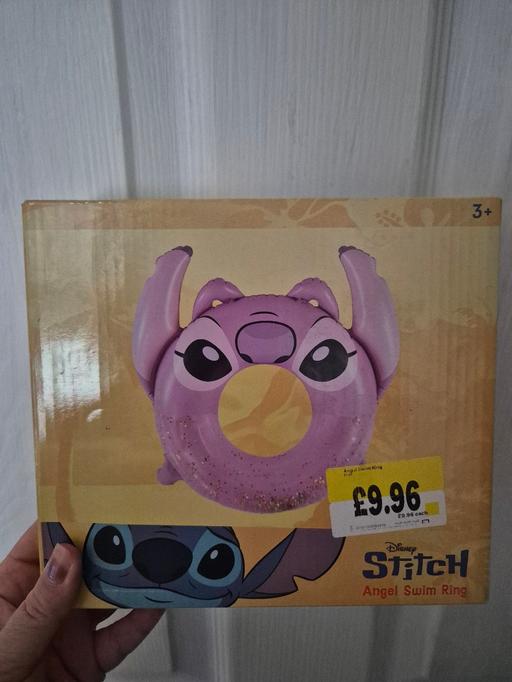 3+
Angel Swim Ring
£9.96
£9.96 each
Disney
Stitch
Angel Swim Ring